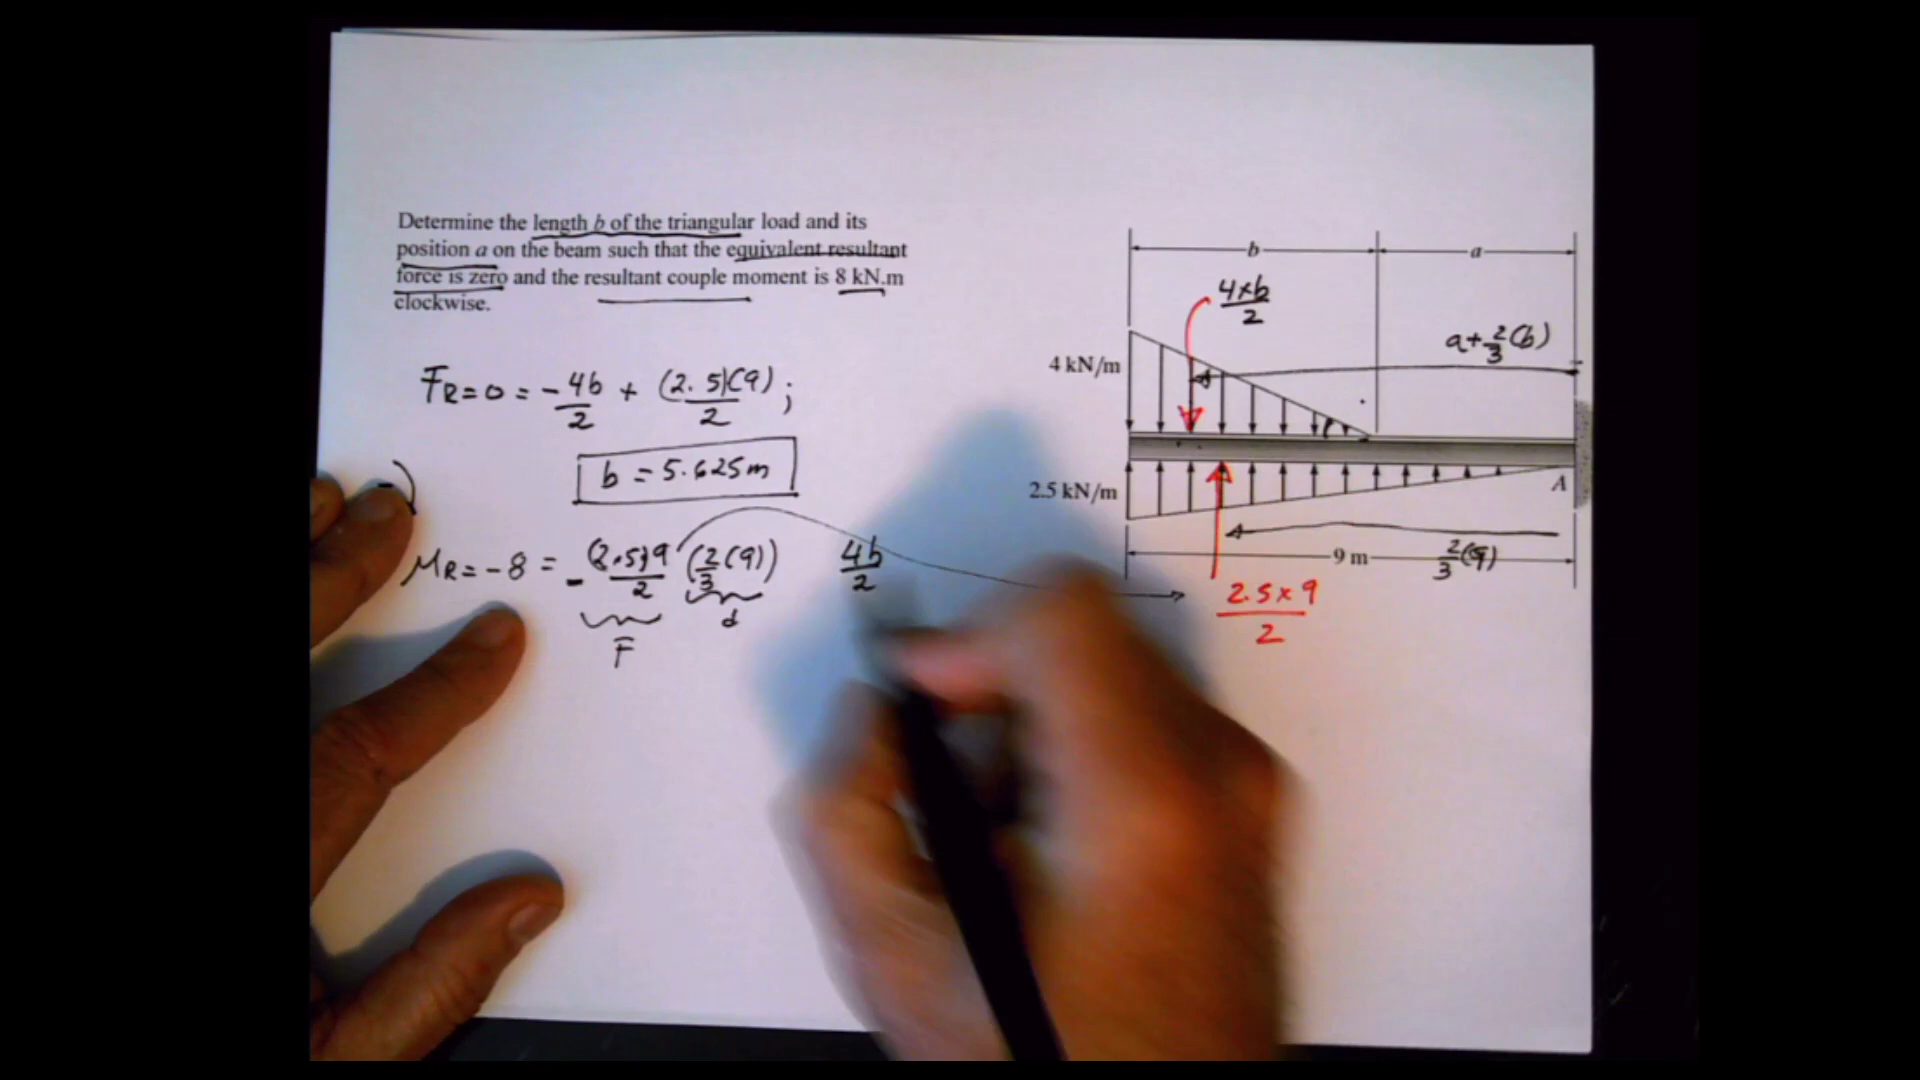 Determine the length b of the triangular load and its
position a on the beam such that the equivalent resultant
force is zero and the resultant couple moment is 8 kN.m
clockwise.
FR=0 = -4b/2 + (2.5)(9)/2 ;
b = 5.625m
MR=-8 = -(2.5)9/2 (2/3(9)) 4b/2
F d
b a
4×b/2
a+2/3(b)
4 kN/m
2.5 kN/m
A
9 m 2/3(9)
2.5×9/2